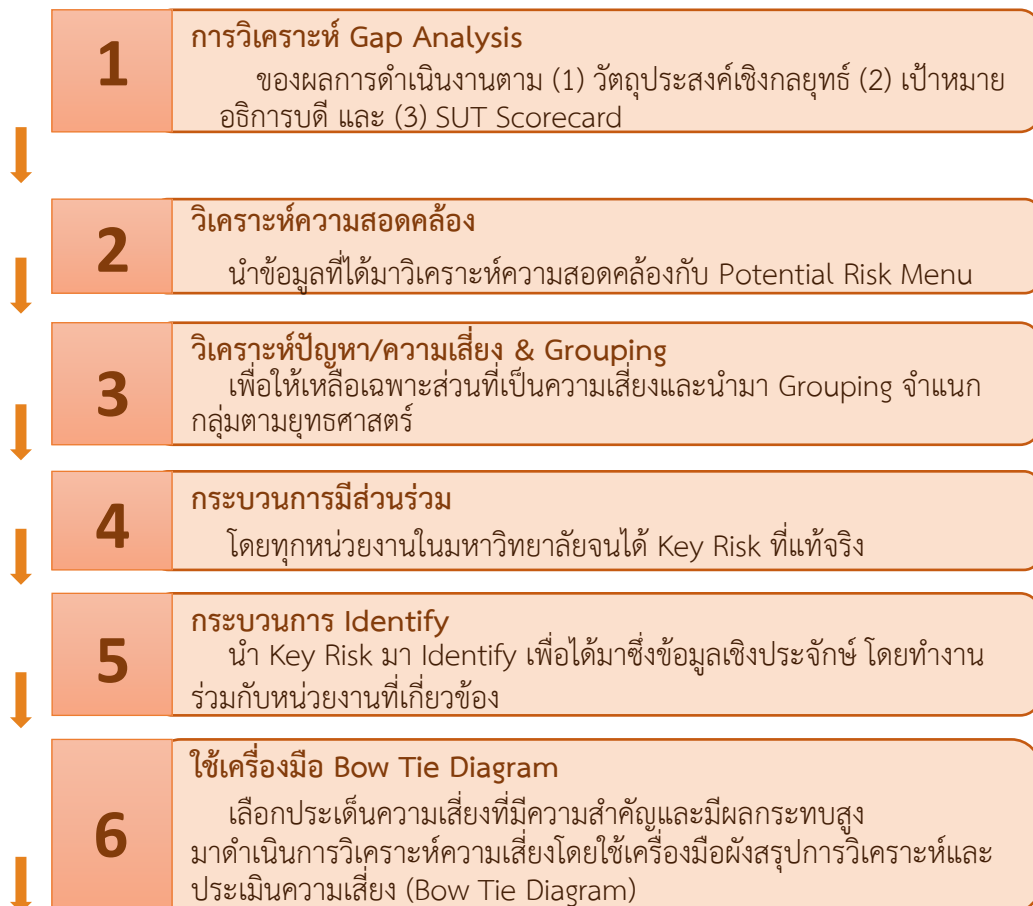 1
การวิเคราะห์ Gap Analysis
ของผลการดำเนินงานตาม (1) วัตถุประสงค์เชิงกลยุทธ์ (2) เป้าหมาย
อธิการบดี และ (3) SUT Scorecard
2
วิเคราะห์ความสอดคล้อง
นำข้อมูลที่ได้มาวิเคราะห์ความสอดคล้องกับ Potential Risk Menu
3
วิเคราะห์ปัญหา/ความเสี่ยง & Grouping
เพื่อให้เหลือเฉพาะส่วนที่เป็นความเสี่ยงและนำมา Grouping จำแนก
กลุ่มตามยุทธศาสตร์
4
กระบวนการมีส่วนร่วม
โดยทุกหน่วยงานในมหาวิทยาลัยจนได้ Key Risk ที่แท้จริง
5
กระบวนการ Identify
นำ Key Risk มา Identify เพื่อได้มาซึ่งข้อมูลเชิงประจักษ์ โดยทำงาน
ร่วมกับหน่วยงานที่เกี่ยวข้อง
6
ใช้เครื่องมือ Bow Tie Diagram
เลือกประเด็นความเสี่ยงที่มีความสำคัญและมีผลกระทบสูง
มาดำเนินการวิเคราะห์ความเสี่ยงโดยใช้เครื่องมือผังสรุปการวิเคราะห์และ
ประเมินความเสี่ยง (Bow Tie Diagram)